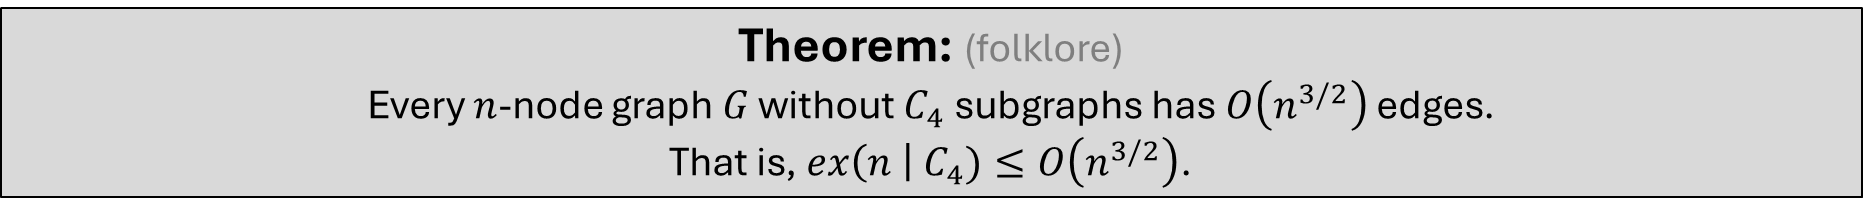 Theorem: (folklore)
Every 𝑛-node graph 𝐺 without 𝐶₄ subgraphs has 𝑂(𝑛^{3/2}) edges.
That is, 𝑒𝑥(𝑛 | 𝐶₄) ≤ 𝑂(𝑛^{3/2}).